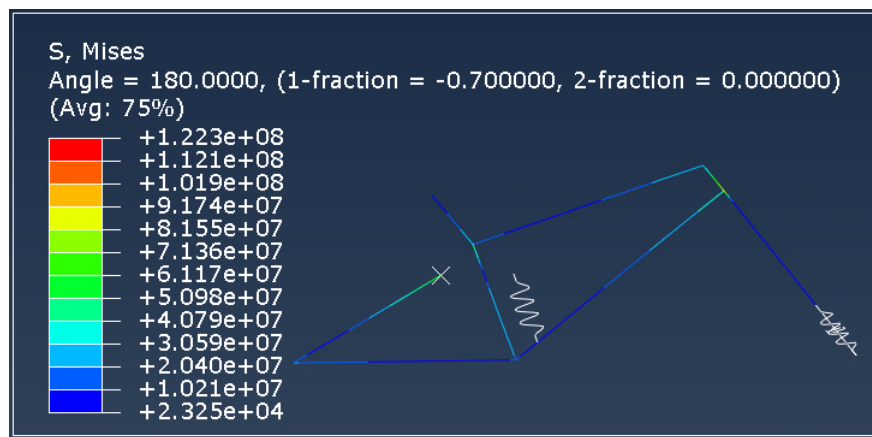 S, Mises
Angle = 180.0000, (1-fraction = -0.700000, 2-fraction = 0.000000)
(Avg: 75%)
+1.223e+08
+1.121e+08
+1.019e+08
+9.174e+07
+8.155e+07
+7.136e+07
+6.117e+07
+5.098e+07
+4.079e+07
+3.059e+07
+2.040e+07
+1.021e+07
+2.325e+04